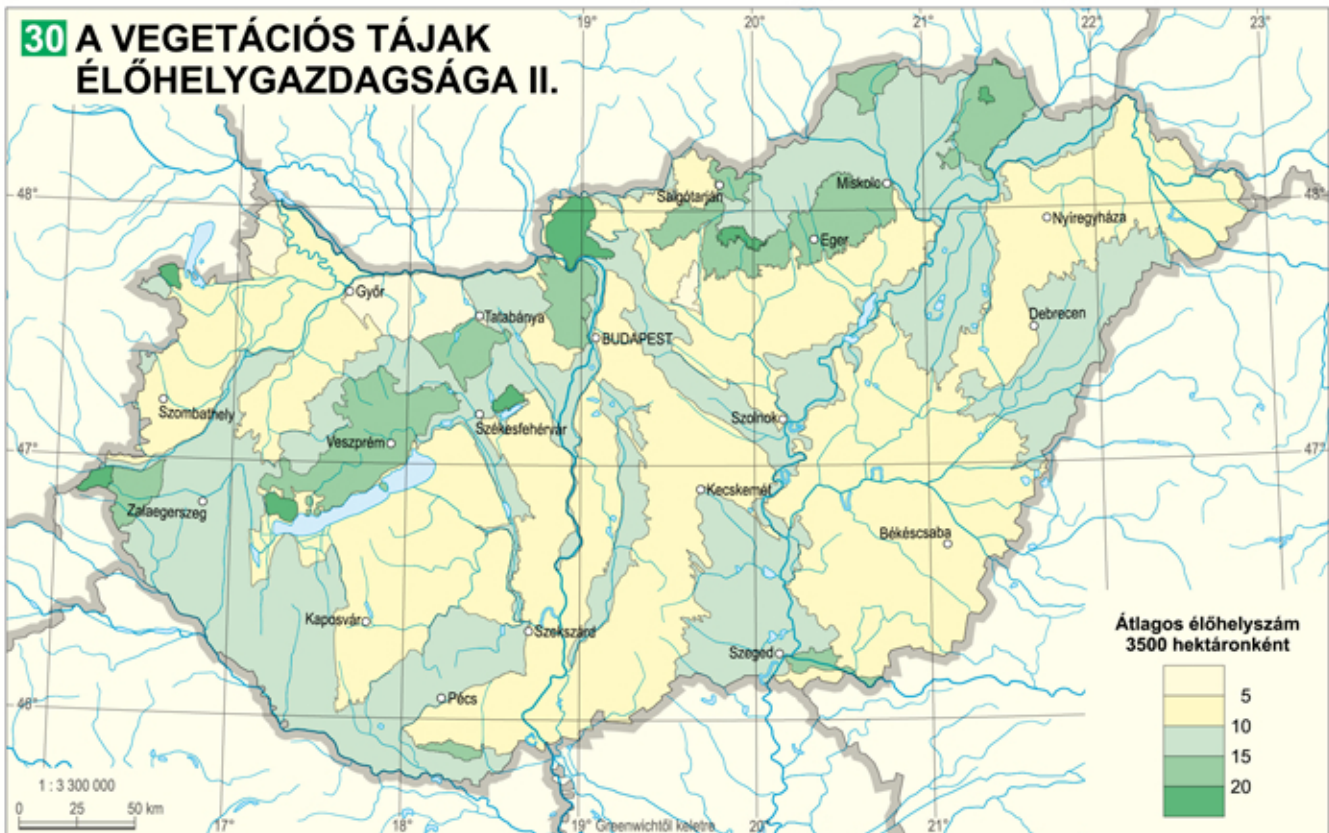 30 A VEGETÁCIÓS TÁJAK
ÉLŐHELYGAZDAGSÁGA II.
19°
20°
21°
22°
23°
48°
48°
Salgótarján
Miskolc
Nyíregyháza
Eger
Győr
Tatabánya
BUDAPEST
Debrecen
Szombathely
Székesfehérvár
Szolnok
Veszprém
47°
47°
Zalaegerszeg
Kecskemét
Békéscsaba
Kaposvár
Szekszárd
Szeged
Pécs
48°
Átlagos élőhelyszám
3500 hektáronként
5
10
15
20
1 : 3 300 000
0 25 50 km
17°
18°
19° Greenwichtől keletre
20°
21°